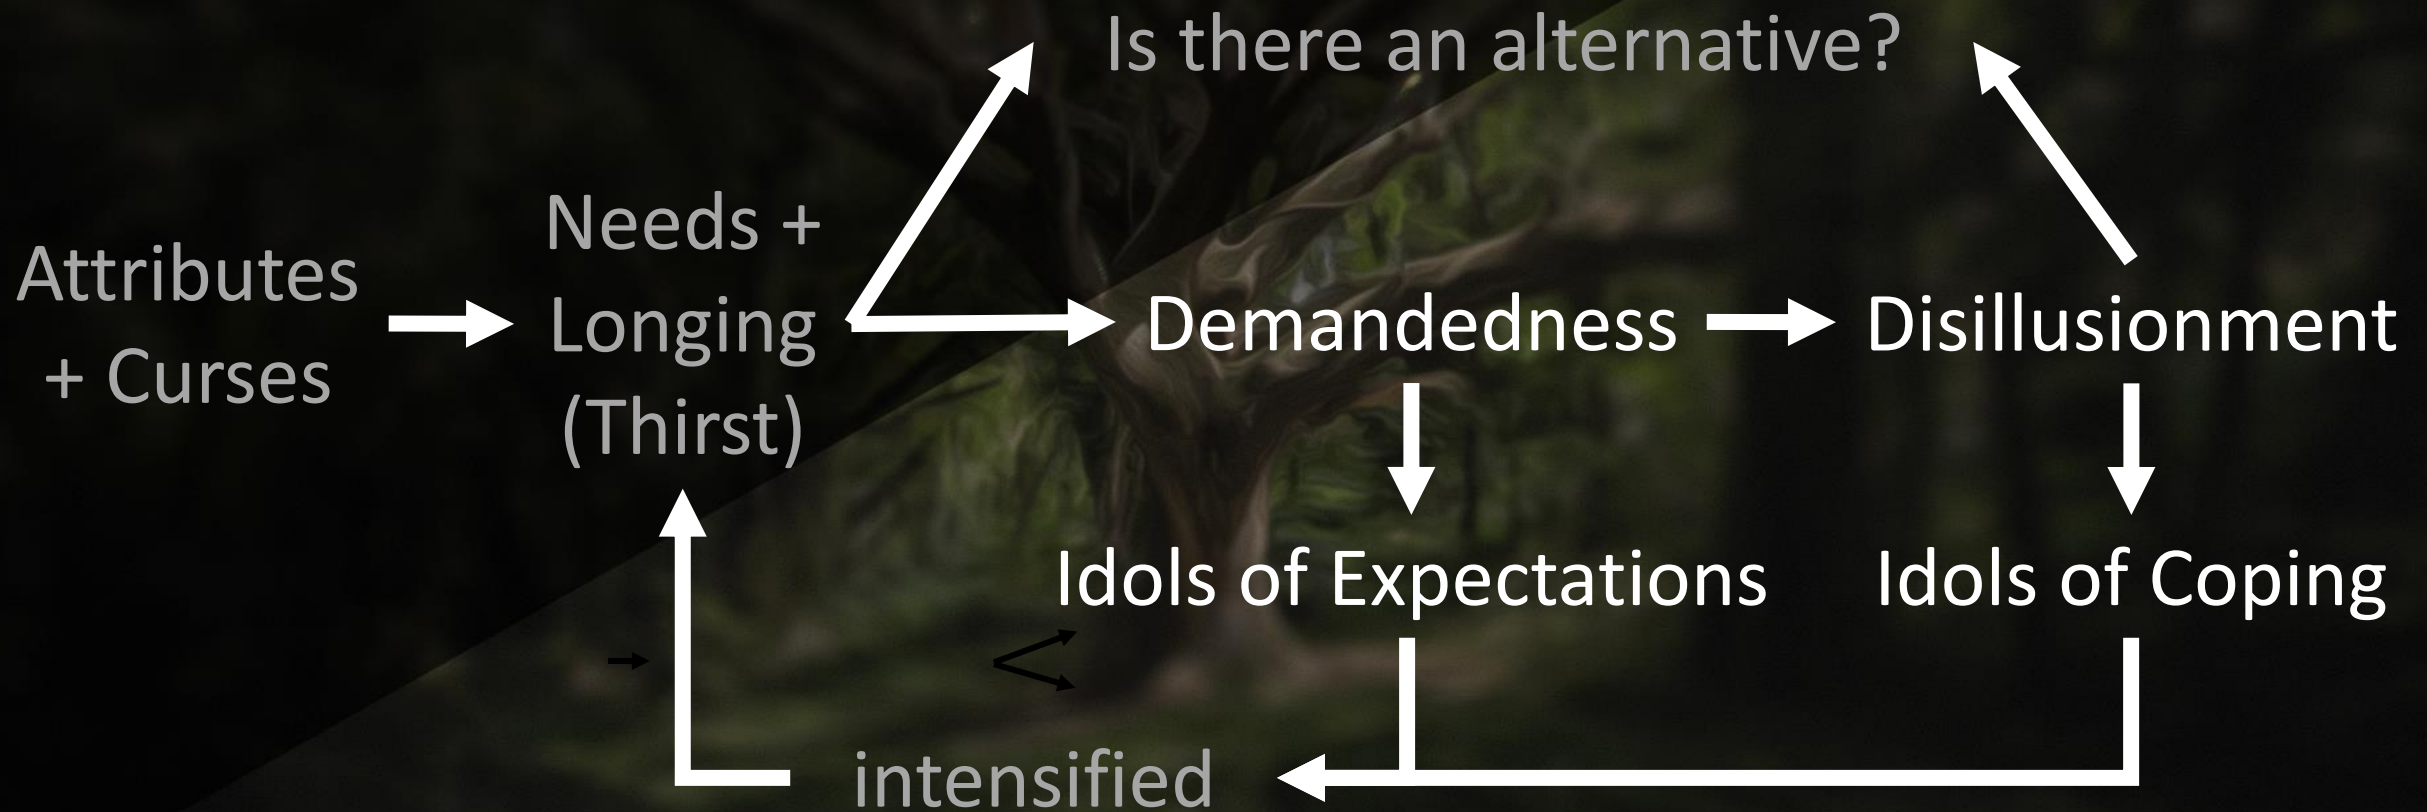 Is there an alternative?
Attributes
+ Curses
Needs +
Longing
(Thirst)
Demandedness
Disillusionment
Idols of Expectations
Idols of Coping
intensified